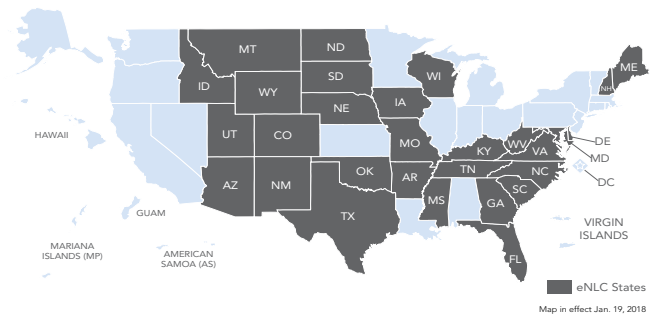 MT
ND
ID
SD
WY
WI
ME
NH
NE
IA
UT
CO
MO
KY
WV
VA
DE
MD
DC
AZ
NM
OK
AR
TN
NC
SC
TX
MS
GA
FL
HAWAII
GUAM
MARIANA
ISLANDS (MP)
AMERICAN
SAMOA (AS)
VIRGIN
ISLANDS
eNLC States
Map in effect Jan. 19, 2018